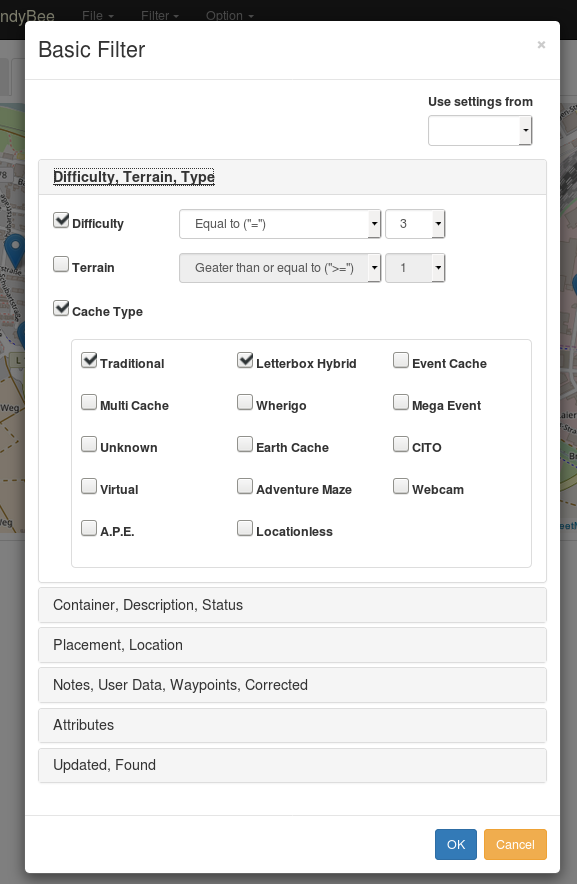 ndyBee File Filter Option
Basic Filter ×
Use settings from
Difficulty, Terrain, Type
Difficulty Equal to ("=") 3
Terrain Geater than or equal to (">=") 1
Cache Type
Traditional Letterbox Hybrid Event Cache
Multi Cache Wherigo Mega Event
Unknown Earth Cache CITO
Virtual Adventure Maze Webcam
A.P.E. Locationless
Container, Description, Status
Placement, Location
Notes, User Data, Waypoints, Corrected
Attributes
Updated, Found
OK Cancel
78
L
Weg